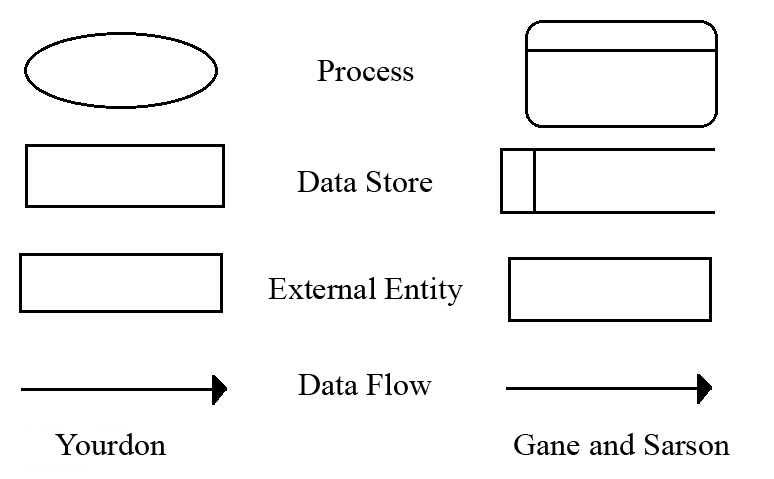 Process
Data Store
External Entity
Data Flow
Yourdon
Gane and Sarson